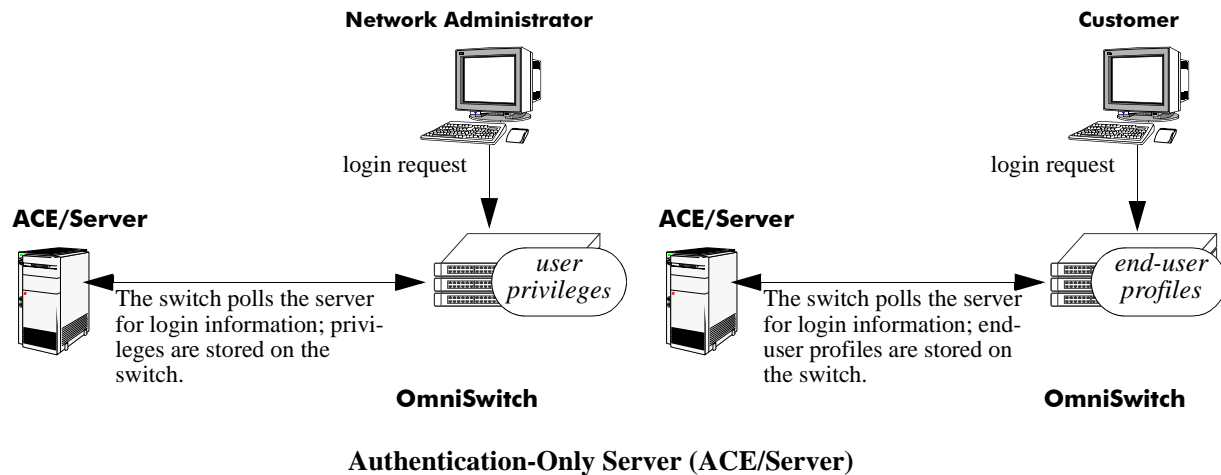 Network Administrator
login request
ACE/Server
user
privileges
The switch polls the server
for login information; privi-
leges are stored on the
switch.
OmniSwitch
Customer
login request
ACE/Server
end-user
profiles
The switch polls the server
for login information; end-
user profiles are stored on
the switch.
OmniSwitch
Authentication-Only Server (ACE/Server)